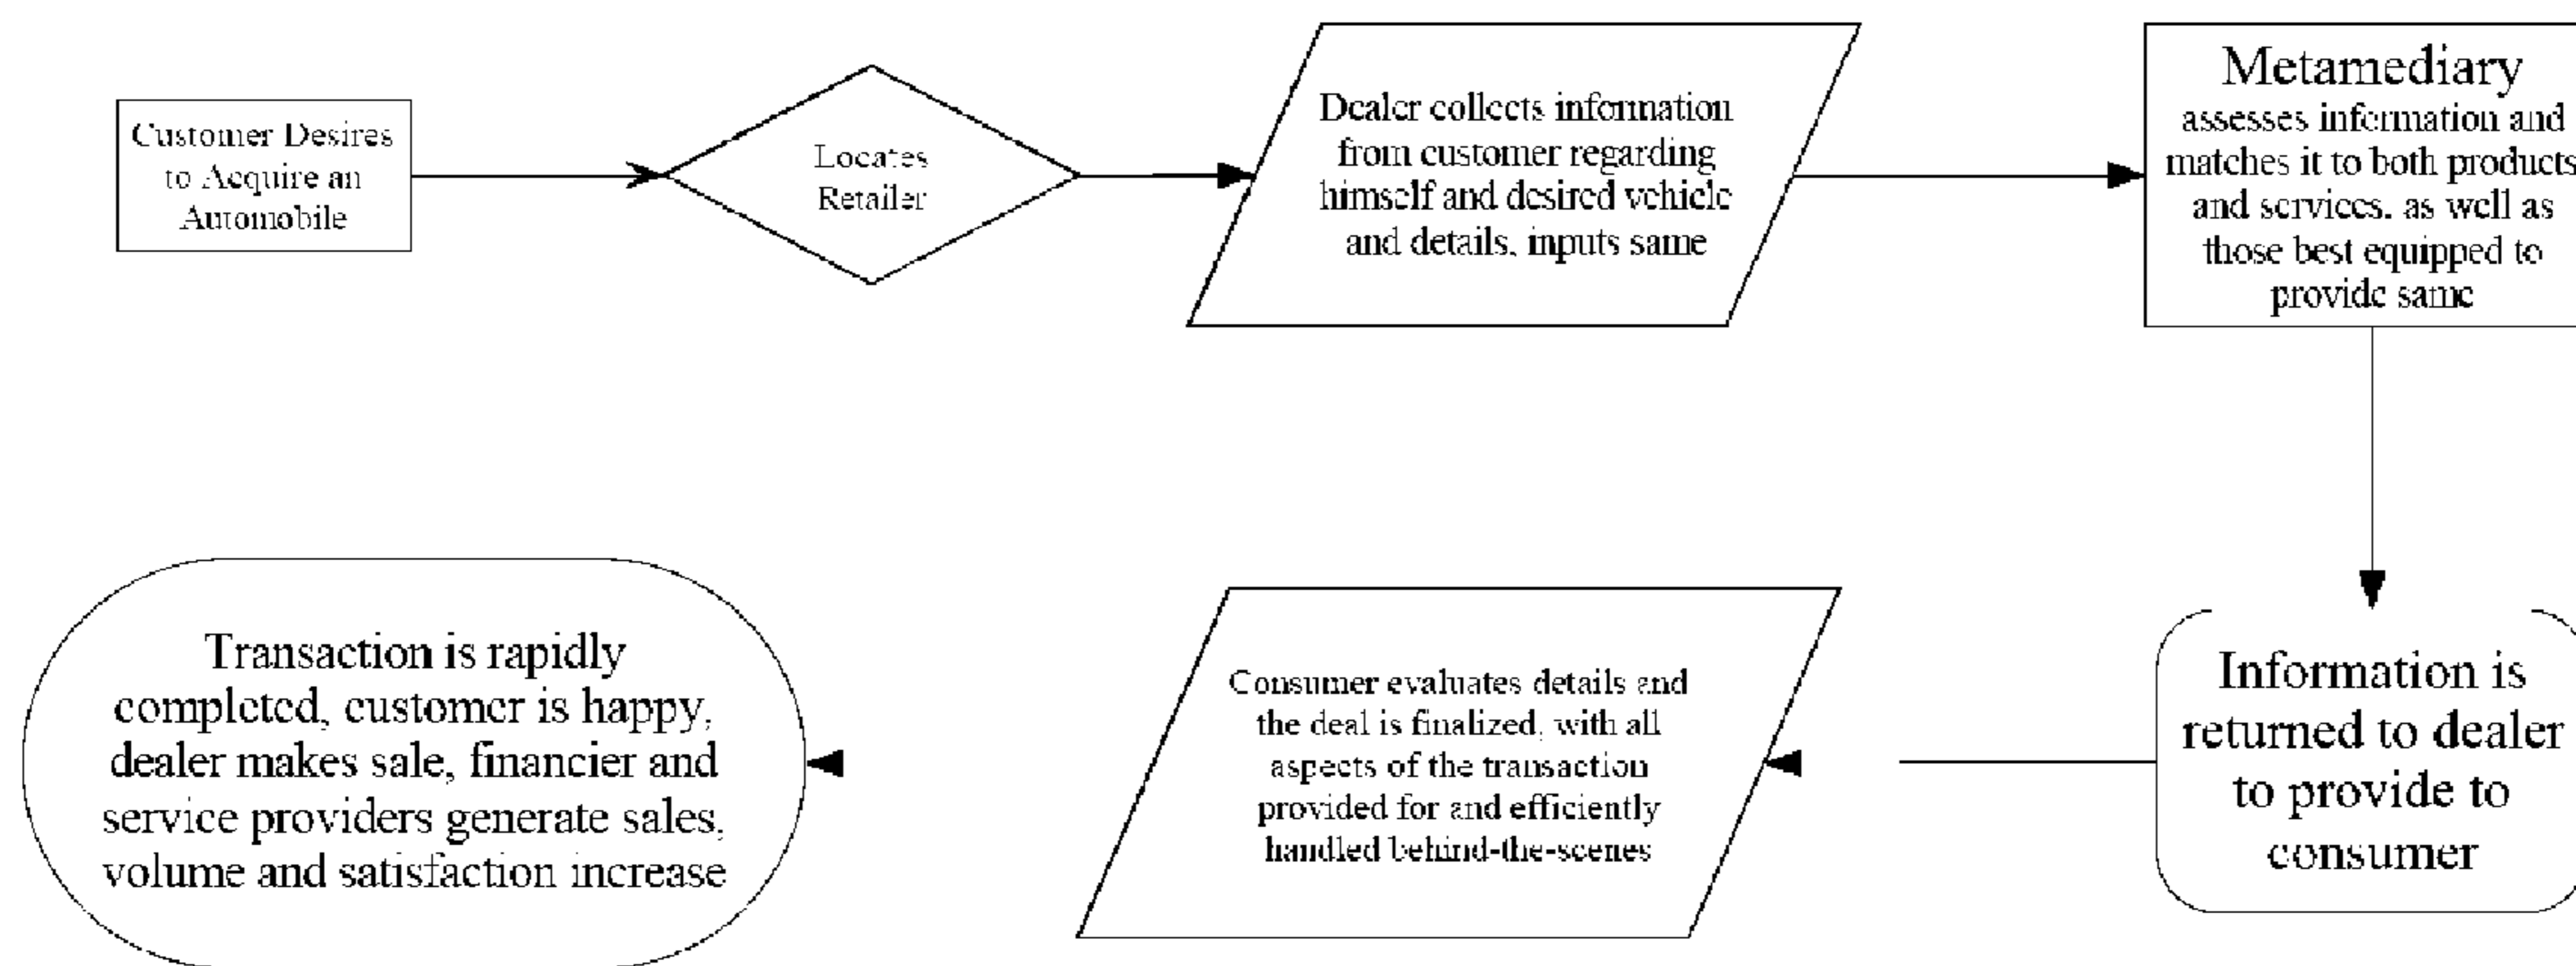 Customer Desires
to Acquire an
Automobile
Locates
Retailer
Dealer collects information
from customer regarding
himself and desired vehicle
and details, inputs same
Metamediary
assesses information and
matches it to both products
and services, as well as
those best equipped to
provide same
Transaction is rapidly
completed, customer is happy,
dealer makes sale, financier and
service providers generate sales,
volume and satisfaction increase
Consumer evaluates details and
the deal is finalized, with all
aspects of the transaction
provided for and efficiently
handled behind-the-scenes
Information is
returned to dealer
to provide to
consumer